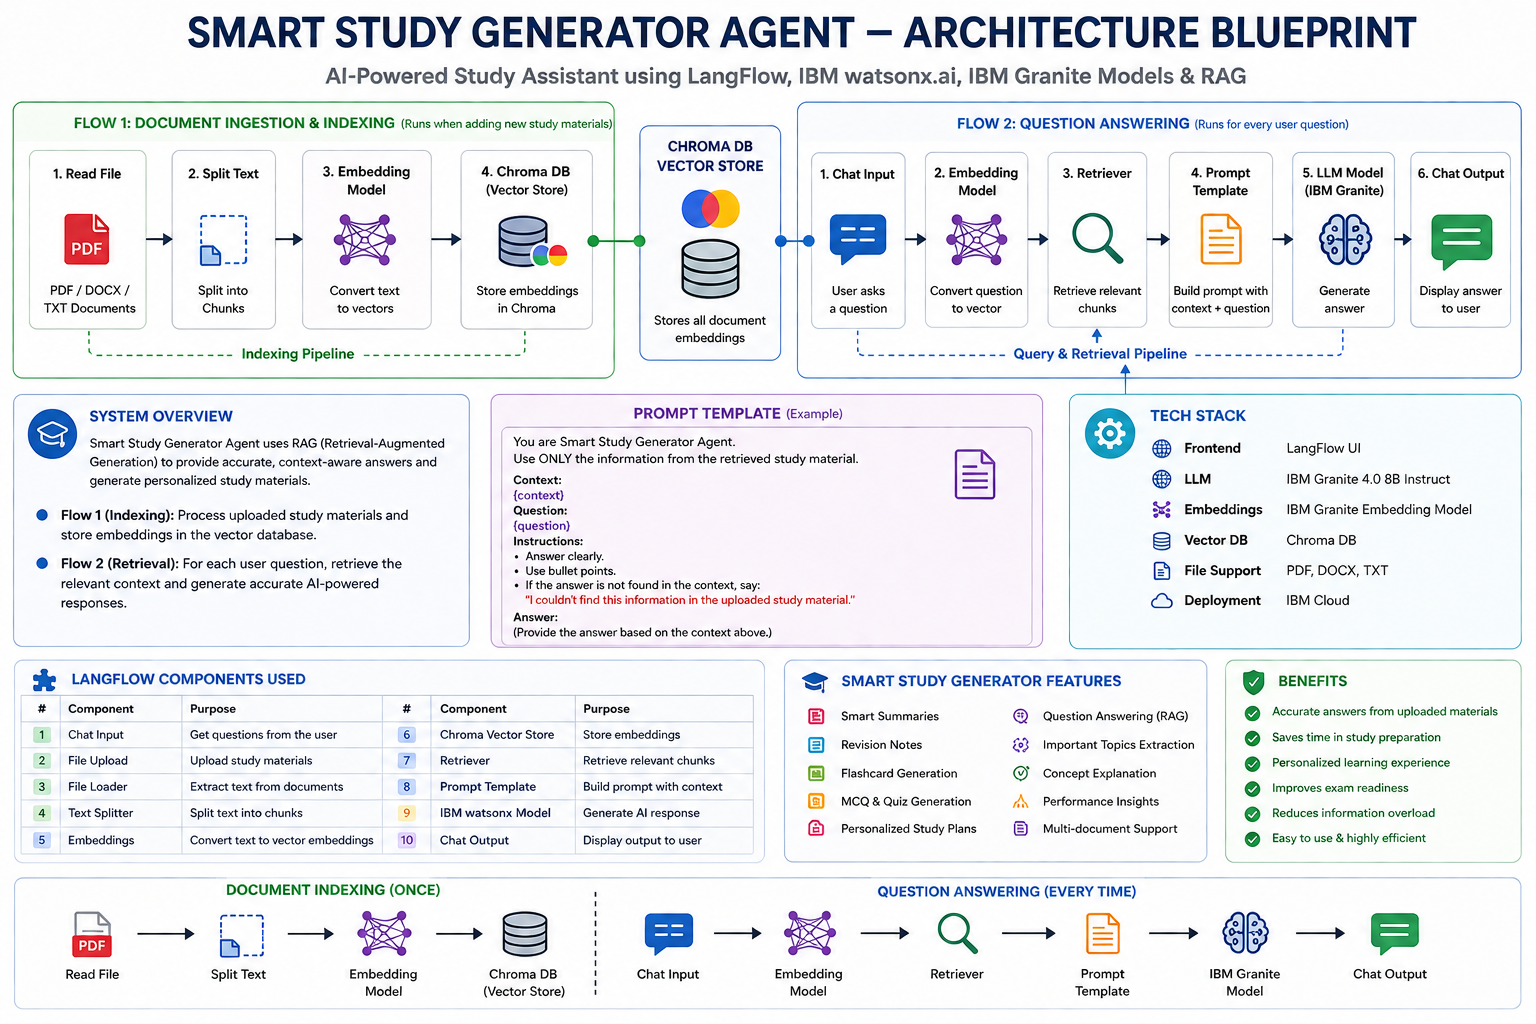 SMART STUDY GENERATOR AGENT – ARCHITECTURE BLUEPRINT
AI-Powered Study Assistant using LangFlow, IBM watsonx.ai, IBM Granite Models & RAG
FLOW 1: DOCUMENT INGESTION & INDEXING (Runs when adding new study materials)
1. Read File
PDF
PDF / DOCX /
TXT Documents
2. Split Text
Split into
Chunks
3. Embedding
Model
Convert text
to vectors
4. Chroma DB
(Vector Store)
Store embeddings
in Chroma
Indexing Pipeline
CHROMA DB
VECTOR STORE
Stores all document
embeddings
FLOW 2: QUESTION ANSWERING (Runs for every user question)
1. Chat Input
User asks
a question
2. Embedding
Model
Convert question
to vector
3. Retriever
Retrieve relevant
chunks
4. Prompt
Template
Build prompt with
context + question
5. LLM Model
(IBM Granite)
Generate
answer
6. Chat Output
Display answer
to user
Query & Retrieval Pipeline
SYSTEM OVERVIEW
Smart Study Generator Agent uses RAG (Retrieval-Augmented
Generation) to provide accurate, context-aware answers and
generate personalized study materials.
Flow 1 (Indexing): Process uploaded study materials and
store embeddings in the vector database.
Flow 2 (Retrieval): For each user question, retrieve the
relevant context and generate accurate AI-powered
responses.
PROMPT TEMPLATE (Example)
You are Smart Study Generator Agent.
Use ONLY the information from the retrieved study material.
Context:
{context}
Question:
{question}
Instructions:
• Answer clearly.
• Use bullet points.
• If the answer is not found in the context, say:
"I couldn't find this information in the uploaded study material."
Answer:
(Provide the answer based on the context above.)
TECH STACK
Frontend LangFlow UI
LLM IBM Granite 4.0 8B Instruct
Embeddings IBM Granite Embedding Model
Vector DB Chroma DB
File Support PDF, DOCX, TXT
Deployment IBM Cloud
LANGFLOW COMPONENTS USED
# Component Purpose # Component Purpose
1 Chat Input Get questions from the user 6 Chroma Vector Store Store embeddings
2 File Upload Upload study materials 7 Retriever Retrieve relevant chunks
3 File Loader Extract text from documents 8 Prompt Template Build prompt with context
4 Text Splitter Split text into chunks 9 IBM watsonx Model Generate AI response
5 Embeddings Convert text to vector embeddings 10 Chat Output Display output to user
SMART STUDY GENERATOR FEATURES
Smart Summaries Question Answering (RAG)
Revision Notes Important Topics Extraction
Flashcard Generation Concept Explanation
MCQ & Quiz Generation Performance Insights
Personalized Study Plans Multi-document Support
BENEFITS
Accurate answers from uploaded materials
Saves time in study preparation
Personalized learning experience
Improves exam readiness
Reduces information overload
Easy to use & highly efficient
DOCUMENT INDEXING (ONCE)
PDF
Read File
Split Text
Embedding
Model
Chroma DB
(Vector Store)
QUESTION ANSWERING (EVERY TIME)
Chat Input
Embedding
Model
Retriever
Prompt
Template
IBM Granite
Model
Chat Output